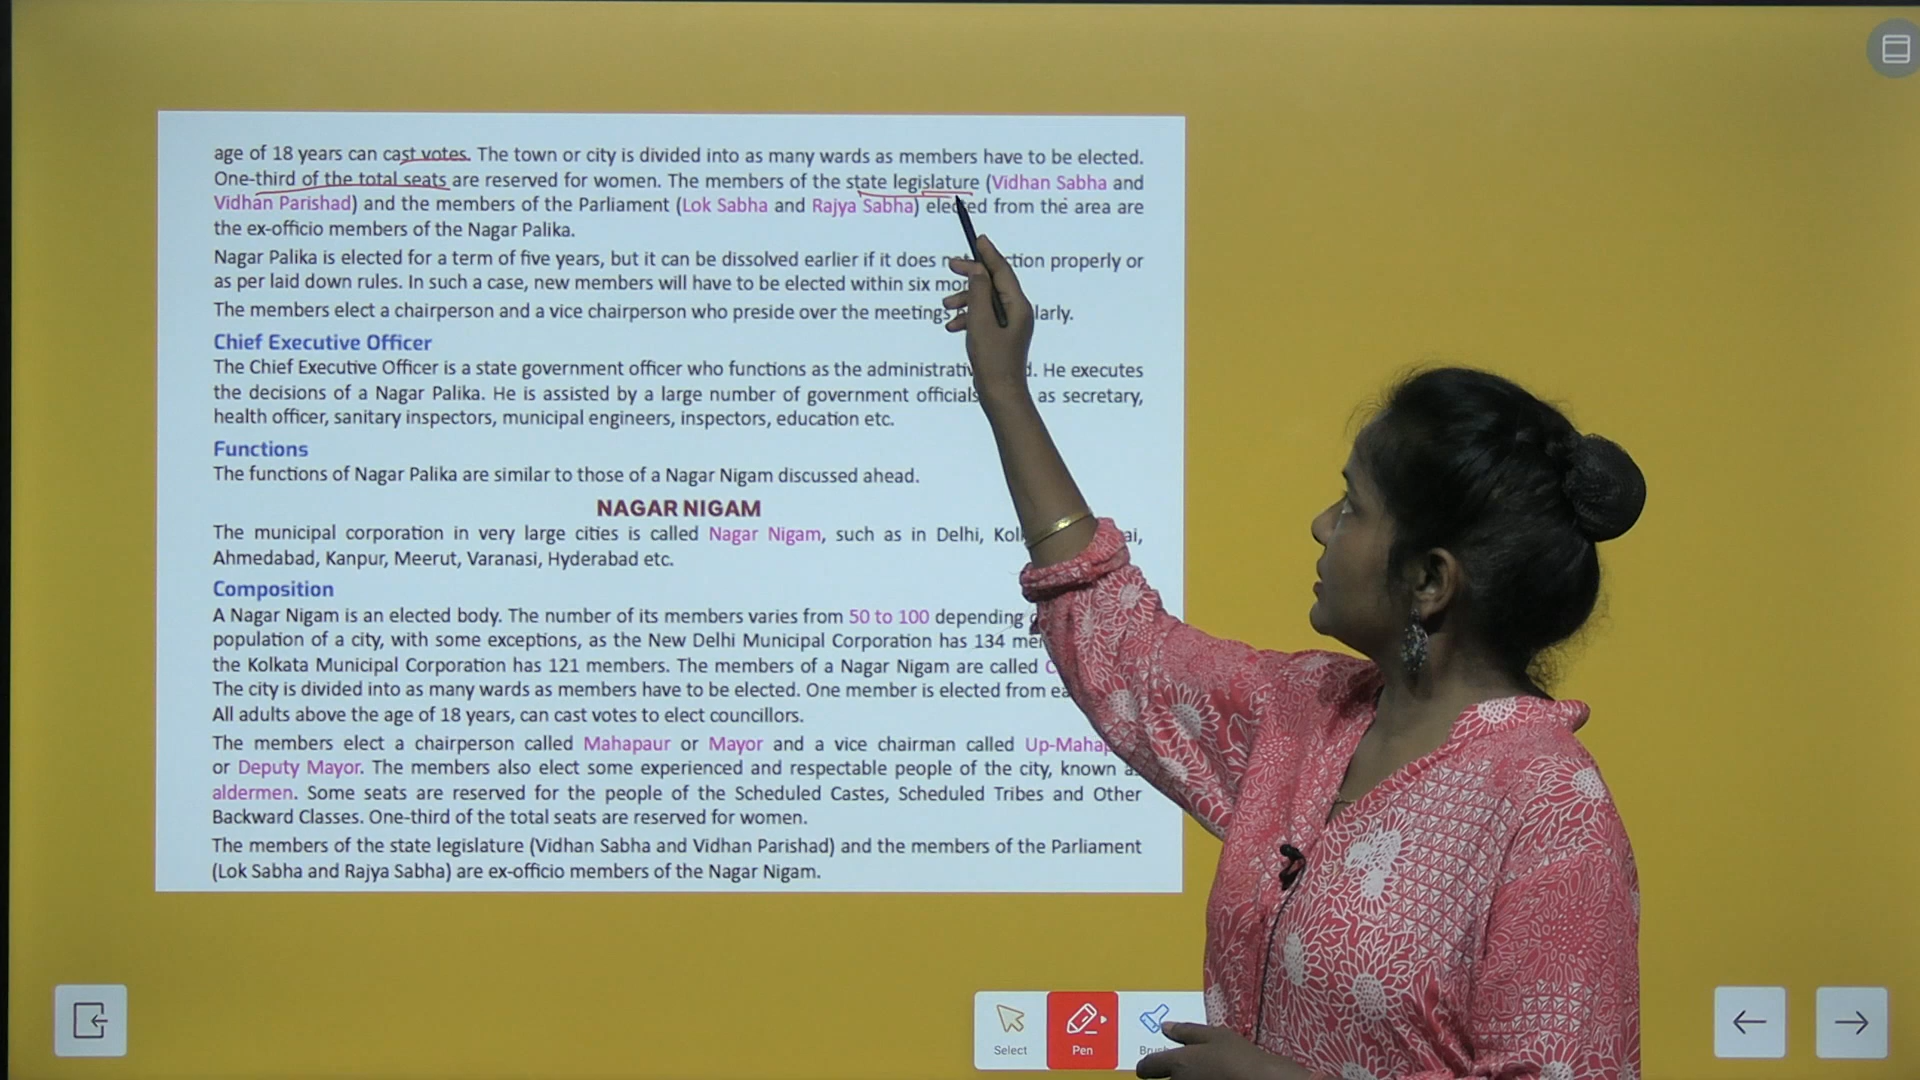 age of 18 years can cast votes. The town or city is divided into as many wards as members have to be elected.
One-third of the total seats are reserved for women. The members of the state legislature (Vidhan Sabha and
Vidhan Parishad) and the members of the Parliament (Lok Sabha and Rajya Sabha) elected from the area are
the ex-officio members of the Nagar Palika.
Nagar Palika is elected for a term of five years, but it can be dissolved earlier if it does properly or
as per laid down rules. In such a case, new members will have to be elected within six
The members elect a chairperson and a vice chairperson who preside over the meetings
Chief Executive Officer
The Chief Executive Officer is a state government officer who functions as the He executes
the decisions of a Nagar Palika. He is assisted by a large number of government officials as secretary,
health officer, sanitary inspectors, municipal engineers, inspectors, education etc.
Functions
The functions of Nagar Palika are similar to those of a Nagar Nigam discussed ahead.
NAGAR NIGAM
The municipal corporation in very large cities is called Nagar Nigam, such as in Delhi,
Ahmedabad, Kanpur, Meerut, Varanasi, Hyderabad etc.
Composition
A Nagar Nigam is an elected body. The number of its members varies from 50 to 100 depending
population of a city, with some exceptions, as the New Delhi Municipal Corporation has 134
the Kolkata Municipal Corporation has 121 members. The members of a Nagar Nigam are called
The city is divided into as many wards as members have to be elected. One member is elected from
All adults above the age of 18 years, can cast votes to elect councillors.
The members elect a chairperson called Mahapaur or Mayor and a vice chairman called
or Deputy Mayor. The members also elect some experienced and respectable people of the city, known
aldermen. Some seats are reserved for the people of the Scheduled Castes, Scheduled Tribes and Other
Backward Classes. One-third of the total seats are reserved for women.
The members of the state legislature (Vidhan Sabha and Vidhan Parishad) and the members of the Parliament
(Lok Sabha and Rajya Sabha) are ex-officio members of the Nagar Nigam.
Select Pen